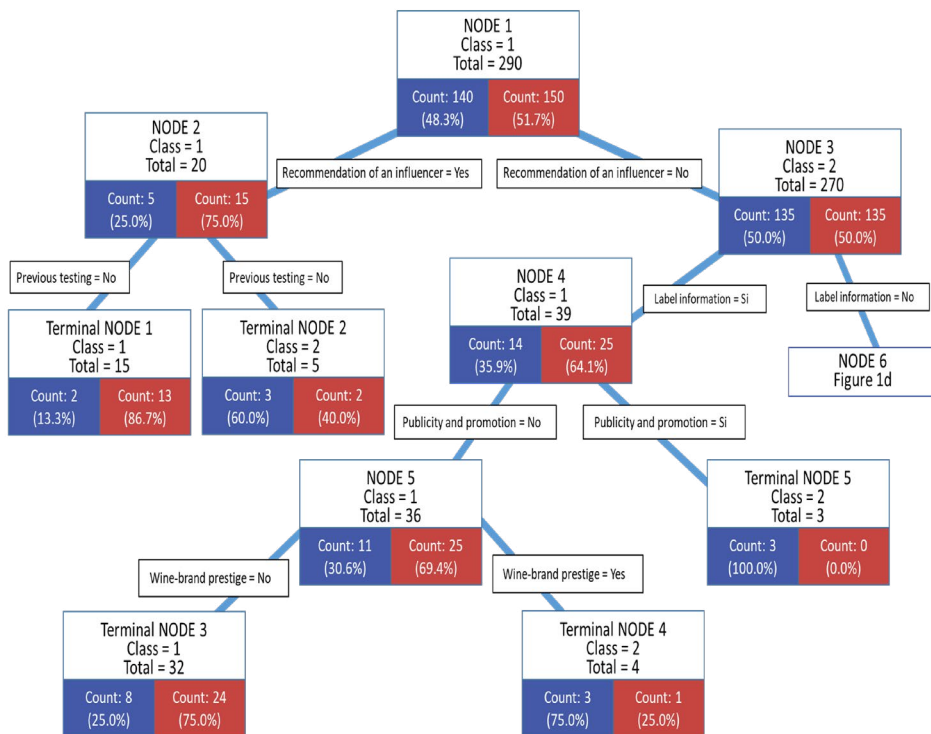 NODE 1
Class = 1
Total = 290
Count: 140
(48.3%)
Count: 150
(51.7%)
Recommendation of an influencer = Yes
Recommendation of an influencer = No
NODE 2
Class = 1
Total = 20
Count: 5
(25.0%)
Count: 15
(75.0%)
NODE 3
Class = 2
Total = 270
Count: 135
(50.0%)
Count: 135
(50.0%)
Previous testing = No
Previous testing = No
Label information = Si
Label information = No
Terminal NODE 1
Class = 1
Total = 15
Count: 2
(13.3%)
Count: 13
(86.7%)
Terminal NODE 2
Class = 2
Total = 5
Count: 3
(60.0%)
Count: 2
(40.0%)
NODE 4
Class = 1
Total = 39
Count: 14
(35.9%)
Count: 25
(64.1%)
NODE 6
Figure 1d
Publicity and promotion = No
Publicity and promotion = Si
NODE 5
Class = 1
Total = 36
Count: 11
(30.6%)
Count: 25
(69.4%)
Terminal NODE 5
Class = 2
Total = 3
Count: 3
(100.0%)
Count: 0
(0.0%)
Wine-brand prestige = No
Wine-brand prestige = Yes
Terminal NODE 3
Class = 1
Total = 32
Count: 8
(25.0%)
Count: 24
(75.0%)
Terminal NODE 4
Class = 2
Total = 4
Count: 3
(75.0%)
Count: 1
(25.0%)